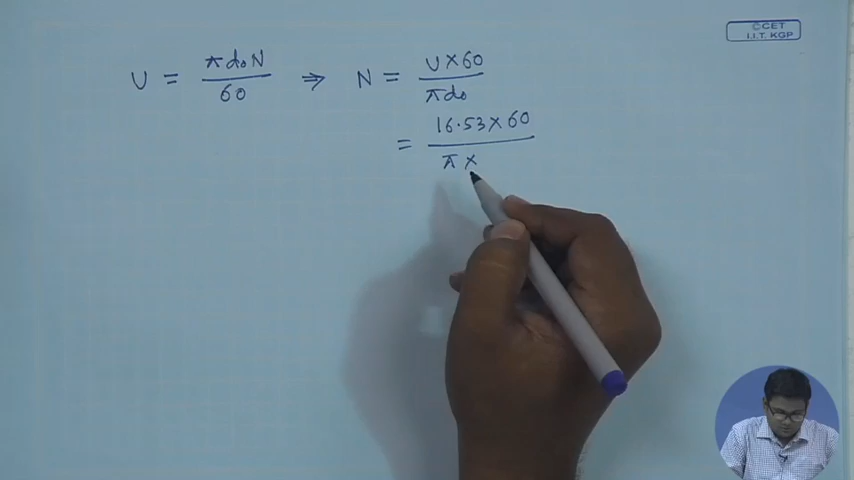 ©CET
I.I.T. KGP
U = πd₀N / 60 ⇒ N = U×60 / πd₀
= 16.53×60 / π×